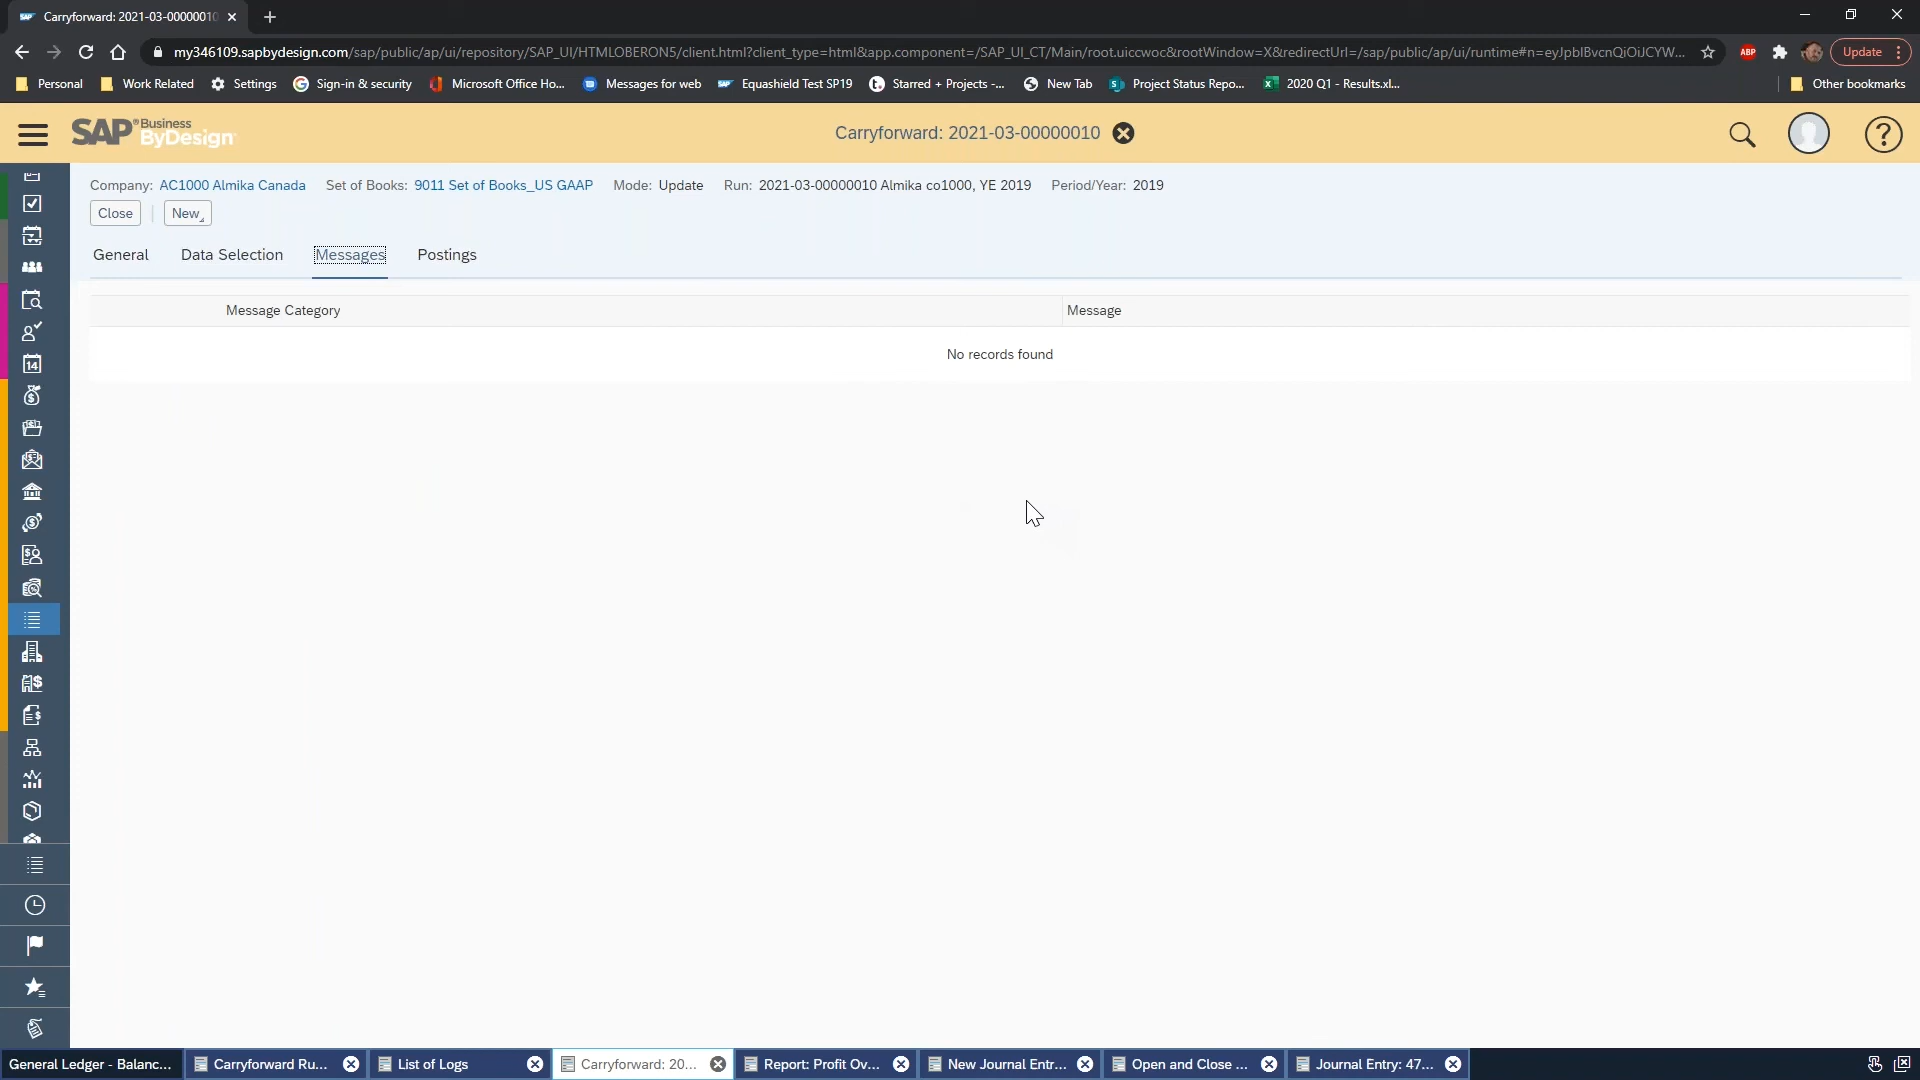 Carryforward: 2021-03-00000010
my346109.sapbydesign.com/sap/public/ap/ui/repository/SAP_UI/HTMLOBERON5/client.html?client_type=html&app.component=/SAP_UI_CT/Main/root.uiccwoc&rootWindow=X&redirectUrl=/sap/public/ap/ui/runtime#n=eyJpblBvcnQiOiJCYW... ABP Update
Personal Work Related Settings Sign-in & security Microsoft Office Ho... Messages for web SAP Equashield Test SP19 Starred + Projects -... New Tab Project Status Repo... 2020 Q1 - Results.xl... Other bookmarks
SAP® Business ByDesign Carryforward: 2021-03-00000010 ?
Company: AC1000 Almika Canada Set of Books: 9011 Set of Books_US GAAP Mode: Update Run: 2021-03-00000010 Almika co1000, YE 2019 Period/Year: 2019
Close New
General Data Selection Messages Postings
Message Category Message
No records found
14
General Ledger - Balanc... Carryforward Ru... List of Logs Carryforward: 20... Report: Profit Ov... New Journal Entr... Open and Close ... Journal Entry: 47...